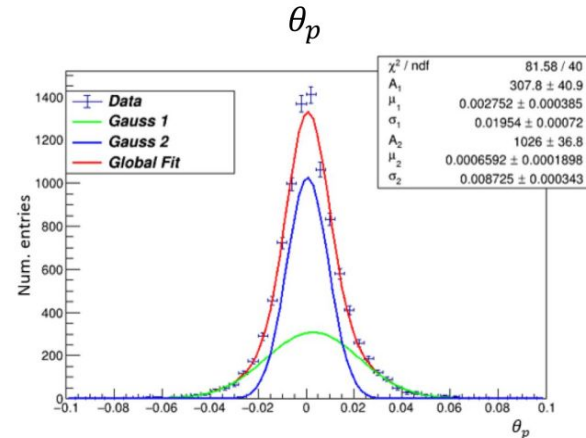 θₚ
χ² / ndf 81.58 / 40
A₁ 307.8 ± 40.9
μ₁ 0.002752 ± 0.000385
σ₁ 0.01954 ± 0.00072
A₂ 1026 ± 36.8
μ₂ 0.0006592 ± 0.0001898
σ₂ 0.008725 ± 0.000343
Data
Gauss 1
Gauss 2
Global Fit
Num. entries
1400
1200
1000
800
600
400
200
0
−0.1 −0.08 −0.06 −0.04 −0.02 0 0.02 0.04 0.06 0.08 0.1
θₚ